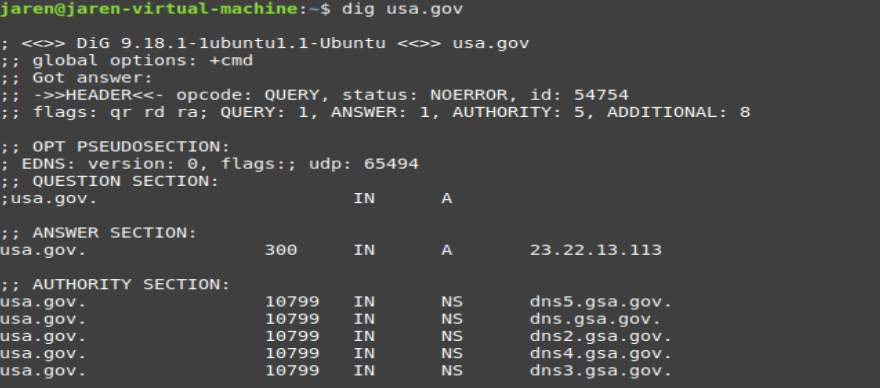 jaren@jaren-virtual-machine:~$ dig usa.gov
; <<>> DiG 9.18.1-1ubuntu1.1-Ubuntu <<>> usa.gov
;; global options: +cmd
;; Got answer:
;; ->>HEADER<<- opcode: QUERY, status: NOERROR, id: 54754
;; flags: qr rd ra; QUERY: 1, ANSWER: 1, AUTHORITY: 5, ADDITIONAL: 8
;; OPT PSEUDOSECTION:
; EDNS: version: 0, flags:; udp: 65494
;; QUESTION SECTION:
;usa.gov. IN A
;; ANSWER SECTION:
usa.gov. 300 IN A 23.22.13.113
;; AUTHORITY SECTION:
usa.gov. 10799 IN NS dns5.gsa.gov.
usa.gov. 10799 IN NS dns.gsa.gov.
usa.gov. 10799 IN NS dns2.gsa.gov.
usa.gov. 10799 IN NS dns4.gsa.gov.
usa.gov. 10799 IN NS dns3.gsa.gov.